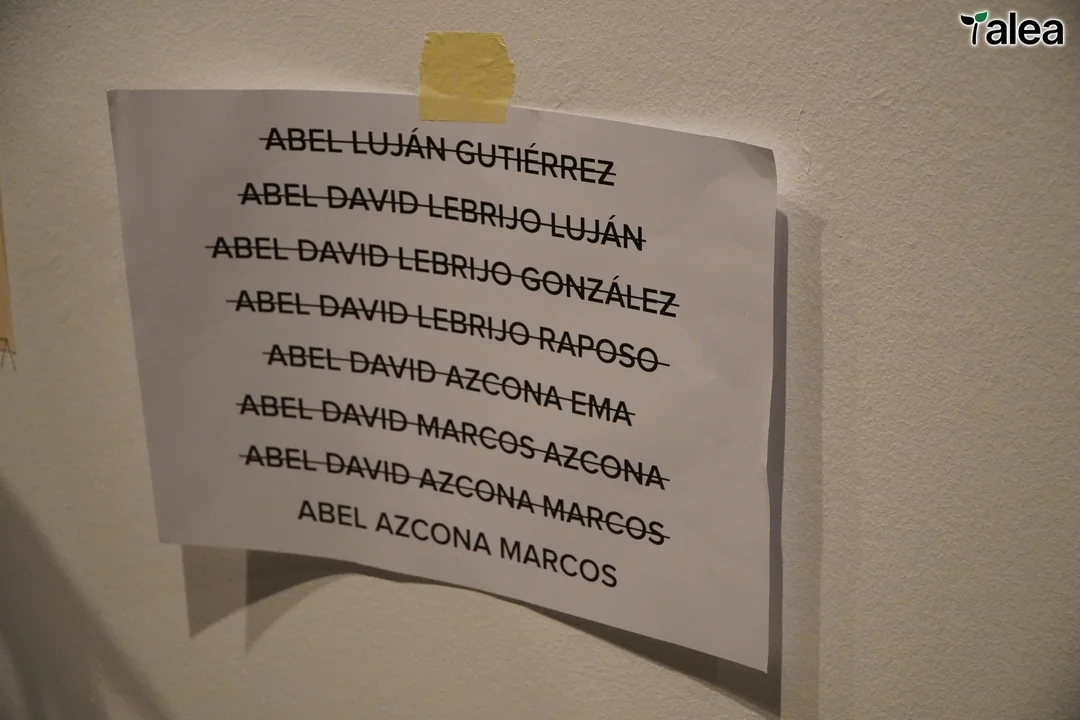 talea
ABEL LUJÁN GUTIÉRREZ
ABEL DAVID LEBRIJO LUJÁN
ABEL DAVID LEBRIJO GONZÁLEZ
ABEL DAVID LEBRIJO RAPOSO
ABEL DAVID AZCONA EMA
ABEL DAVID MARCOS AZCONA
ABEL DAVID AZCONA MARCOS
ABEL AZCONA MARCOS